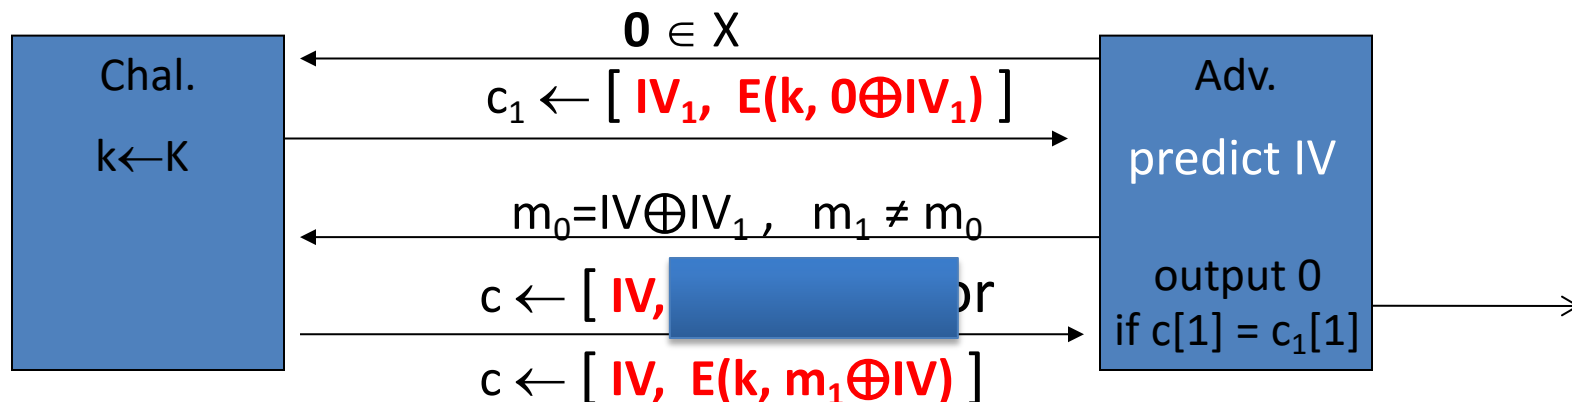 0 ∈ X
Chal.
Adv.
c₁ ← [ IV₁, E(k, 0⊕IV₁) ]
k←K
predict IV
m₀=IV⊕IV₁ , m₁ ≠ m₀
c ← [ IV, or
output 0
if c[1] = c₁[1]
c ← [ IV, E(k, m₁⊕IV) ]